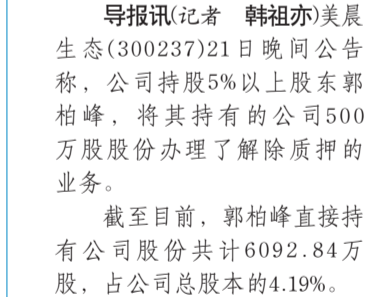 导报讯(记者 韩祖亦)美晨
生态(300237)21日晚间公告
称，公司持股5%以上股东郭
柏峰，将其持有的公司500
万股股份办理了解除质押的
业务。
截至目前，郭柏峰直接持
有公司股份共计6092.84万
股，占公司总股本的4.19%。